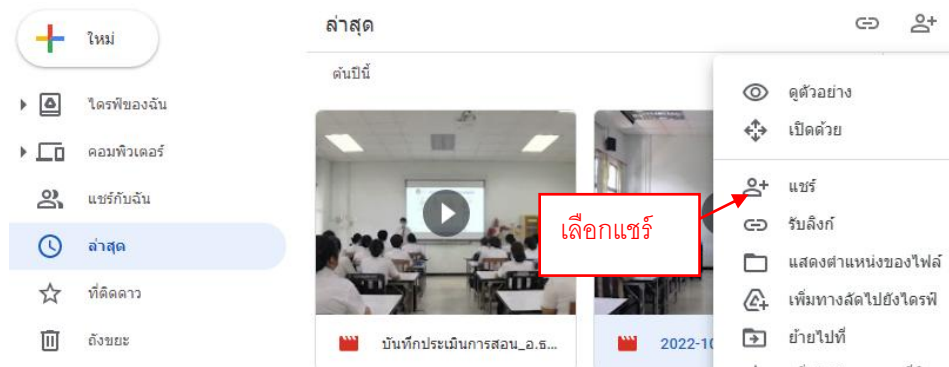 ใหม่
ไดรฟ์ของฉัน
คอมพิวเตอร์
แชร์กับฉัน
ล่าสุด
ที่ติดดาว
ถังขยะ
ล่าสุด
ต้นปีนี้
บันทึกประเมินการสอน_อ.ธ...
2022-10
เลือกแชร์
ดูตัวอย่าง
เปิดด้วย
แชร์
รับลิงก์
แสดงตำแหน่งของไฟล์
เพิ่มทางลัดไปยังไดรฟ์
ย้ายไปที่